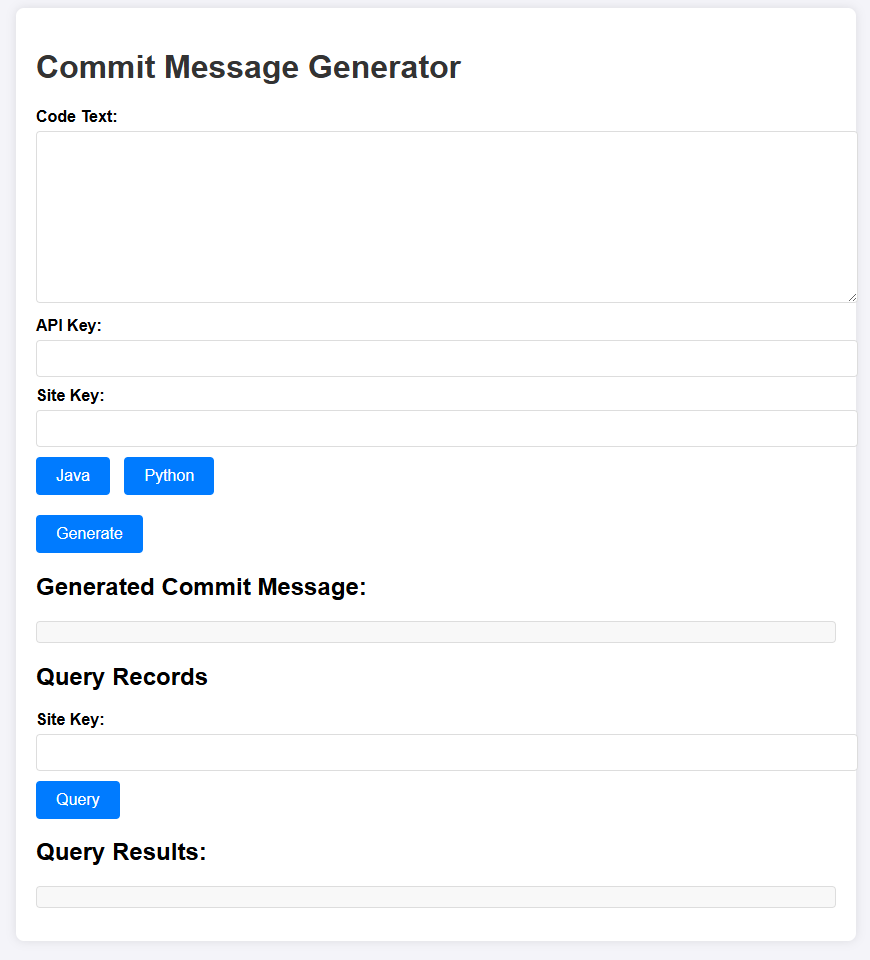 Commit Message Generator
Code Text:
API Key:
Site Key:
Java Python
Generate
Generated Commit Message:
Query Records
Site Key:
Query
Query Results: